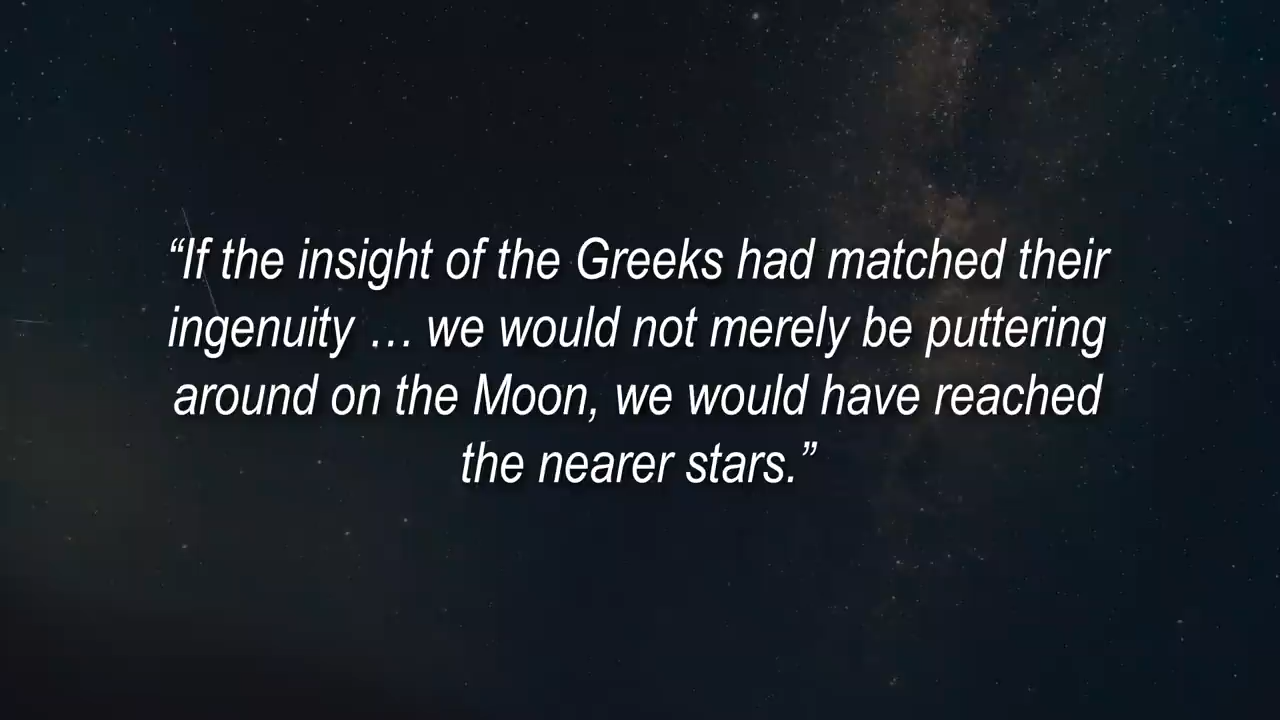 “If the insight of the Greeks had matched their
ingenuity … we would not merely be puttering
around on the Moon, we would have reached
the nearer stars.”